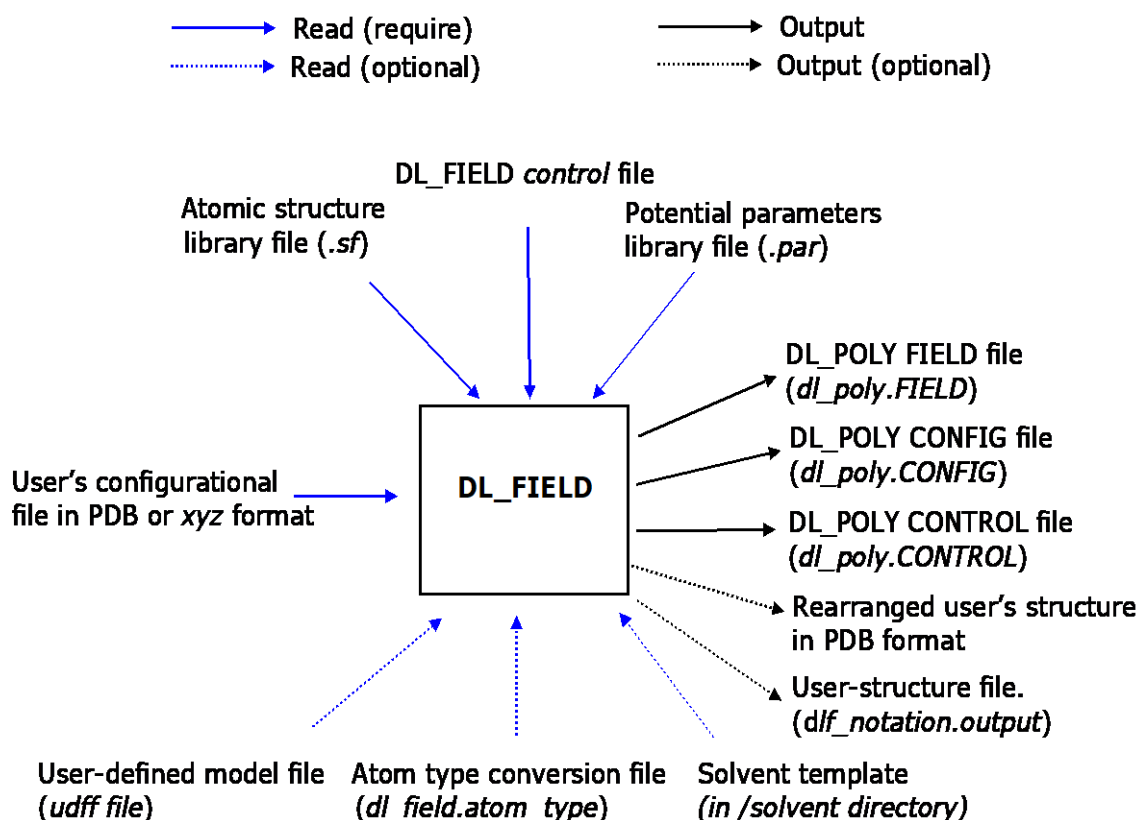 Read (require)
Output
Read (optional)
Output (optional)
DL_FIELD control file
Atomic structure
library file (.sf)
Potential parameters
library file (.par)
DL_POLY FIELD file
(dl_poly.FIELD)
DL_POLY CONFIG file
(dl_poly.CONFIG)
User's configurational
file in PDB or xyz format
DL_FIELD
DL_POLY CONTROL file
(dl_poly.CONTROL)
Rearranged user's structure
in PDB format
User-structure file.
(dlf_notation.output)
User-defined model file
(udff file)
Atom type conversion file
(dl_field.atom_type)
Solvent template
(in /solvent directory)